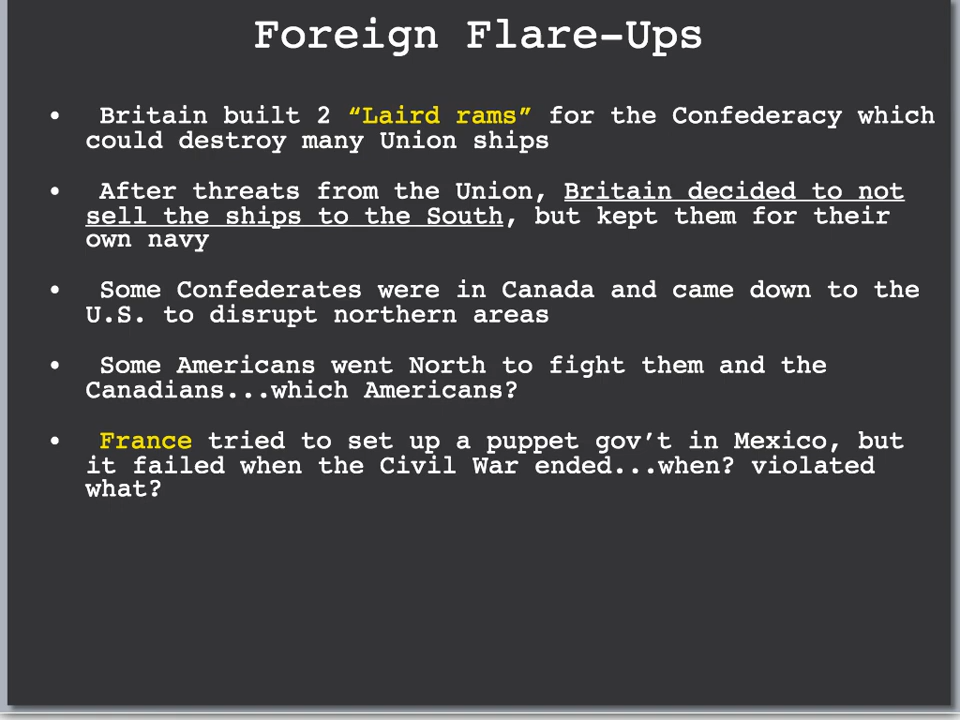 Foreign Flare-Ups
• Britain built 2 “Laird rams” for the Confederacy which
could destroy many Union ships
• After threats from the Union, Britain decided to not
sell the ships to the South, but kept them for their
own navy
• Some Confederates were in Canada and came down to the
U.S. to disrupt northern areas
• Some Americans went North to fight them and the
Canadians...which Americans?
• France tried to set up a puppet gov’t in Mexico, but
it failed when the Civil War ended...when? violated
what?